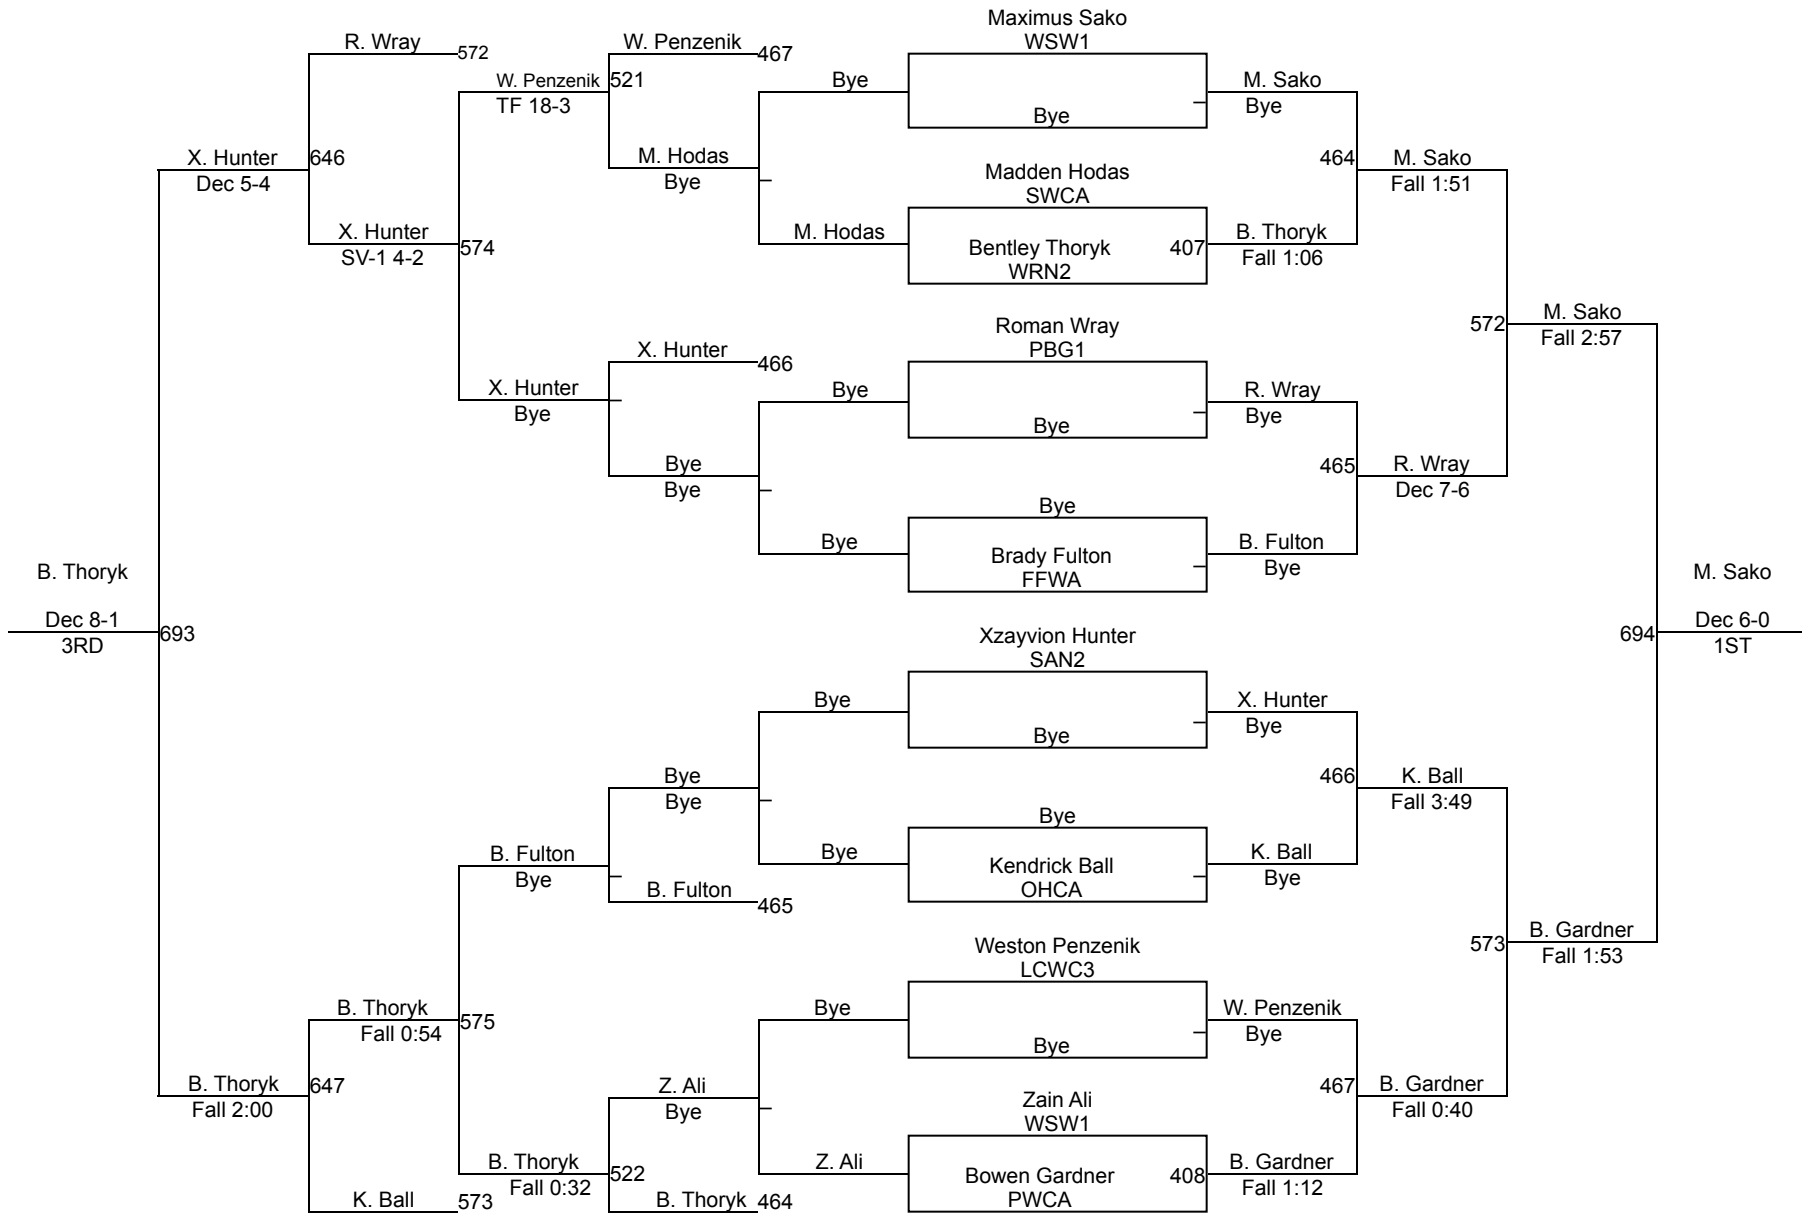 Maximus Sako
WSW1
R. Wray
572
W. Penzenik
467
W. Penzenik
521
TF 18-3
Bye
M. Sako
Bye
Bye
X. Hunter
646
Dec 5-4
M. Hodas
Bye
Madden Hodas
SWCA
464
M. Sako
Fall 1:51
X. Hunter
574
SV-1 4-2
M. Hodas
Bentley Thoryk
407
WRN2
B. Thoryk
Fall 1:06
Roman Wray
PBG1
572
M. Sako
Fall 2:57
X. Hunter
466
X. Hunter
Bye
Bye
R. Wray
Bye
Bye
Bye
Bye
465
R. Wray
Dec 7-6
Bye
Bye
Brady Fulton
FFWA
B. Fulton
Bye
B. Thoryk
Dec 8-1
693
3RD
M. Sako
694
Dec 6-0
1ST
Xzayvion Hunter
SAN2
Bye
X. Hunter
Bye
Bye
Bye
Bye
466
K. Ball
Fall 3:49
Bye
Bye
Kendrick Ball
OHCA
K. Ball
Bye
B. Fulton
Bye
B. Fulton
465
Weston Penzenik
LCWC3
573
B. Gardner
Fall 1:53
B. Thoryk
575
Fall 0:54
Bye
W. Penzenik
Bye
Bye
B. Thoryk
647
Fall 2:00
Z. Ali
Bye
Zain Ali
WSW1
467
B. Gardner
Fall 0:40
B. Thoryk
522
Fall 0:32
Z. Ali
Bowen Gardner
408
PWCA
B. Gardner
Fall 1:12
K. Ball
573
B. Thoryk
464